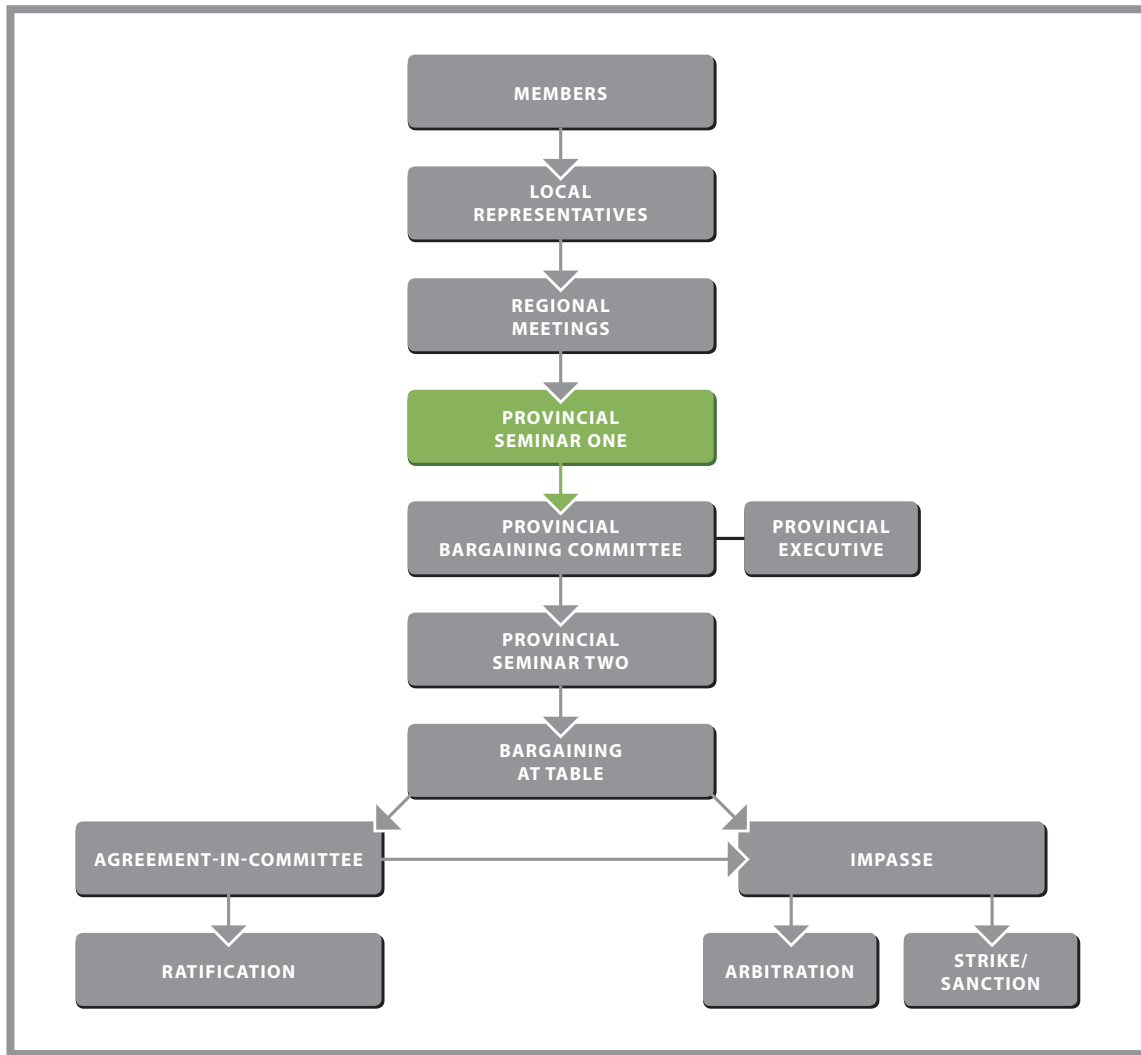 MEMBERS
LOCAL
REPRESENTATIVES
REGIONAL
MEETINGS
PROVINCIAL
SEMINAR ONE
PROVINCIAL
BARGAINING COMMITTEE
PROVINCIAL
EXECUTIVE
PROVINCIAL
SEMINAR TWO
BARGAINING
AT TABLE
AGREEMENT-IN-COMMITTEE
IMPASSE
RATIFICATION
ARBITRATION
STRIKE/
SANCTION